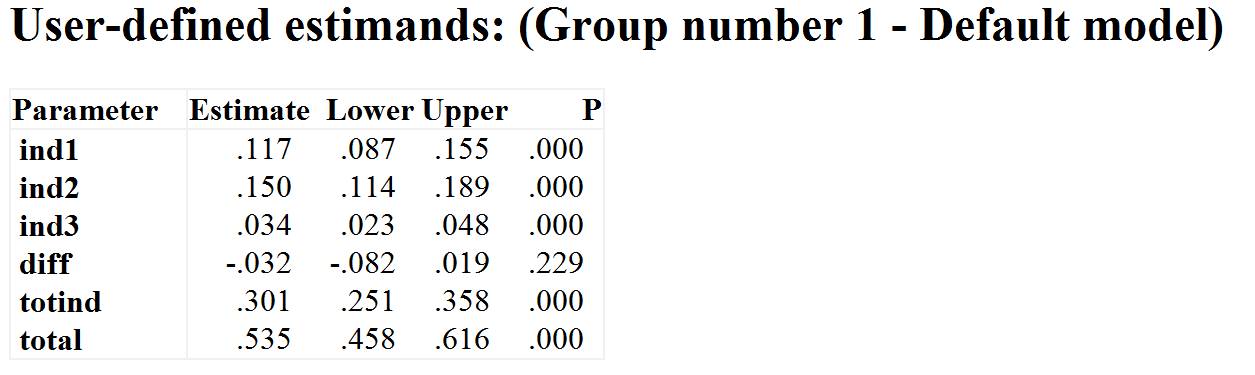 User-defined estimands: (Group number 1 - Default model)
Parameter Estimate Lower Upper P
ind1 .117 .087 .155 .000
ind2 .150 .114 .189 .000
ind3 .034 .023 .048 .000
diff -.032 -.082 .019 .229
totind .301 .251 .358 .000
total .535 .458 .616 .000